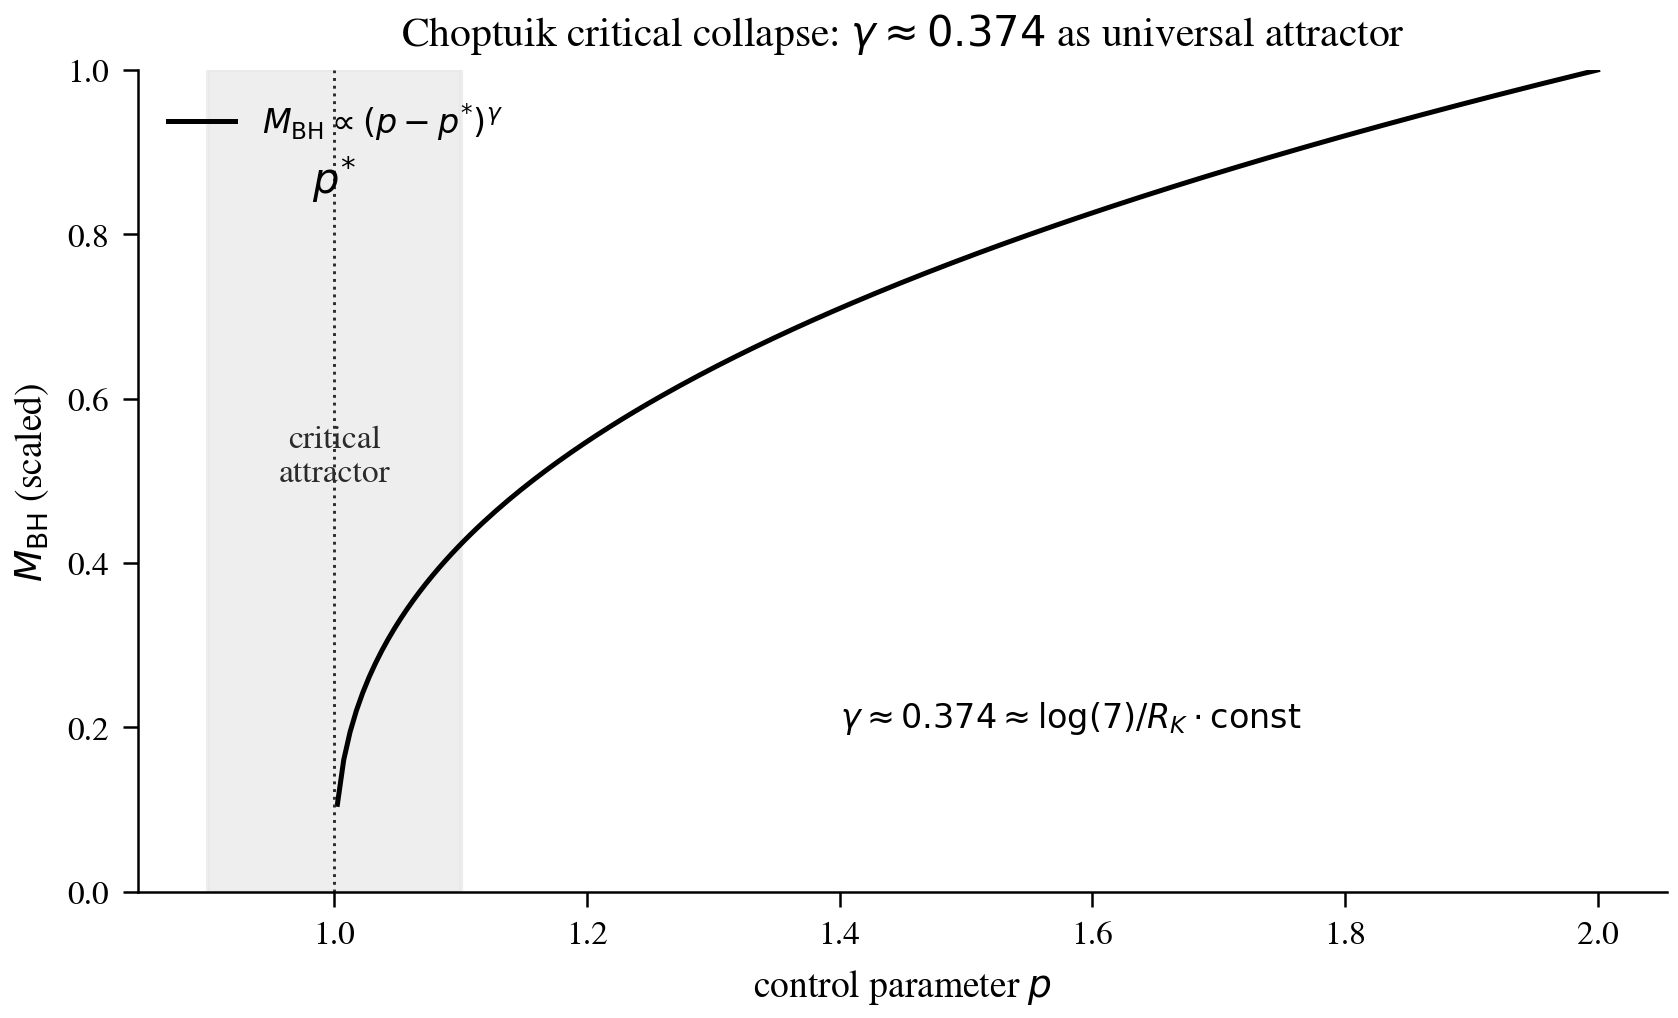 Choptuik critical collapse: γ ≈ 0.374 as universal attractor
1.0
0.8
0.6
0.4
0.2
0.0
M_BH (scaled)
M_BH ∝ (p − p*)^γ
p*
critical
attractor
γ ≈ 0.374 ≈ log(7)/R_K · const
1.0 1.2 1.4 1.6 1.8 2.0
control parameter p